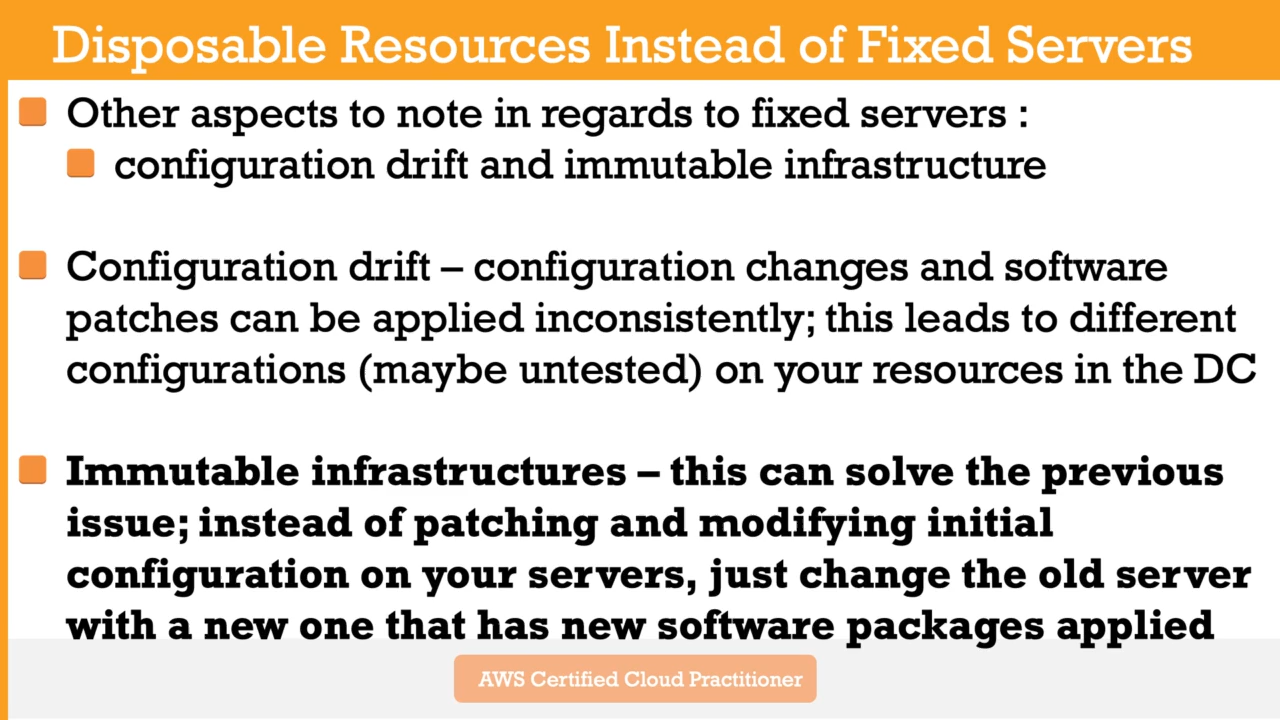 Disposable Resources Instead of Fixed Servers
Other aspects to note in regards to fixed servers :
configuration drift and immutable infrastructure
Configuration drift – configuration changes and software
patches can be applied inconsistently; this leads to different
configurations (maybe untested) on your resources in the DC
Immutable infrastructures – this can solve the previous
issue; instead of patching and modifying initial
configuration on your servers, just change the old server
with a new one that has new software packages applied
AWS Certified Cloud Practitioner